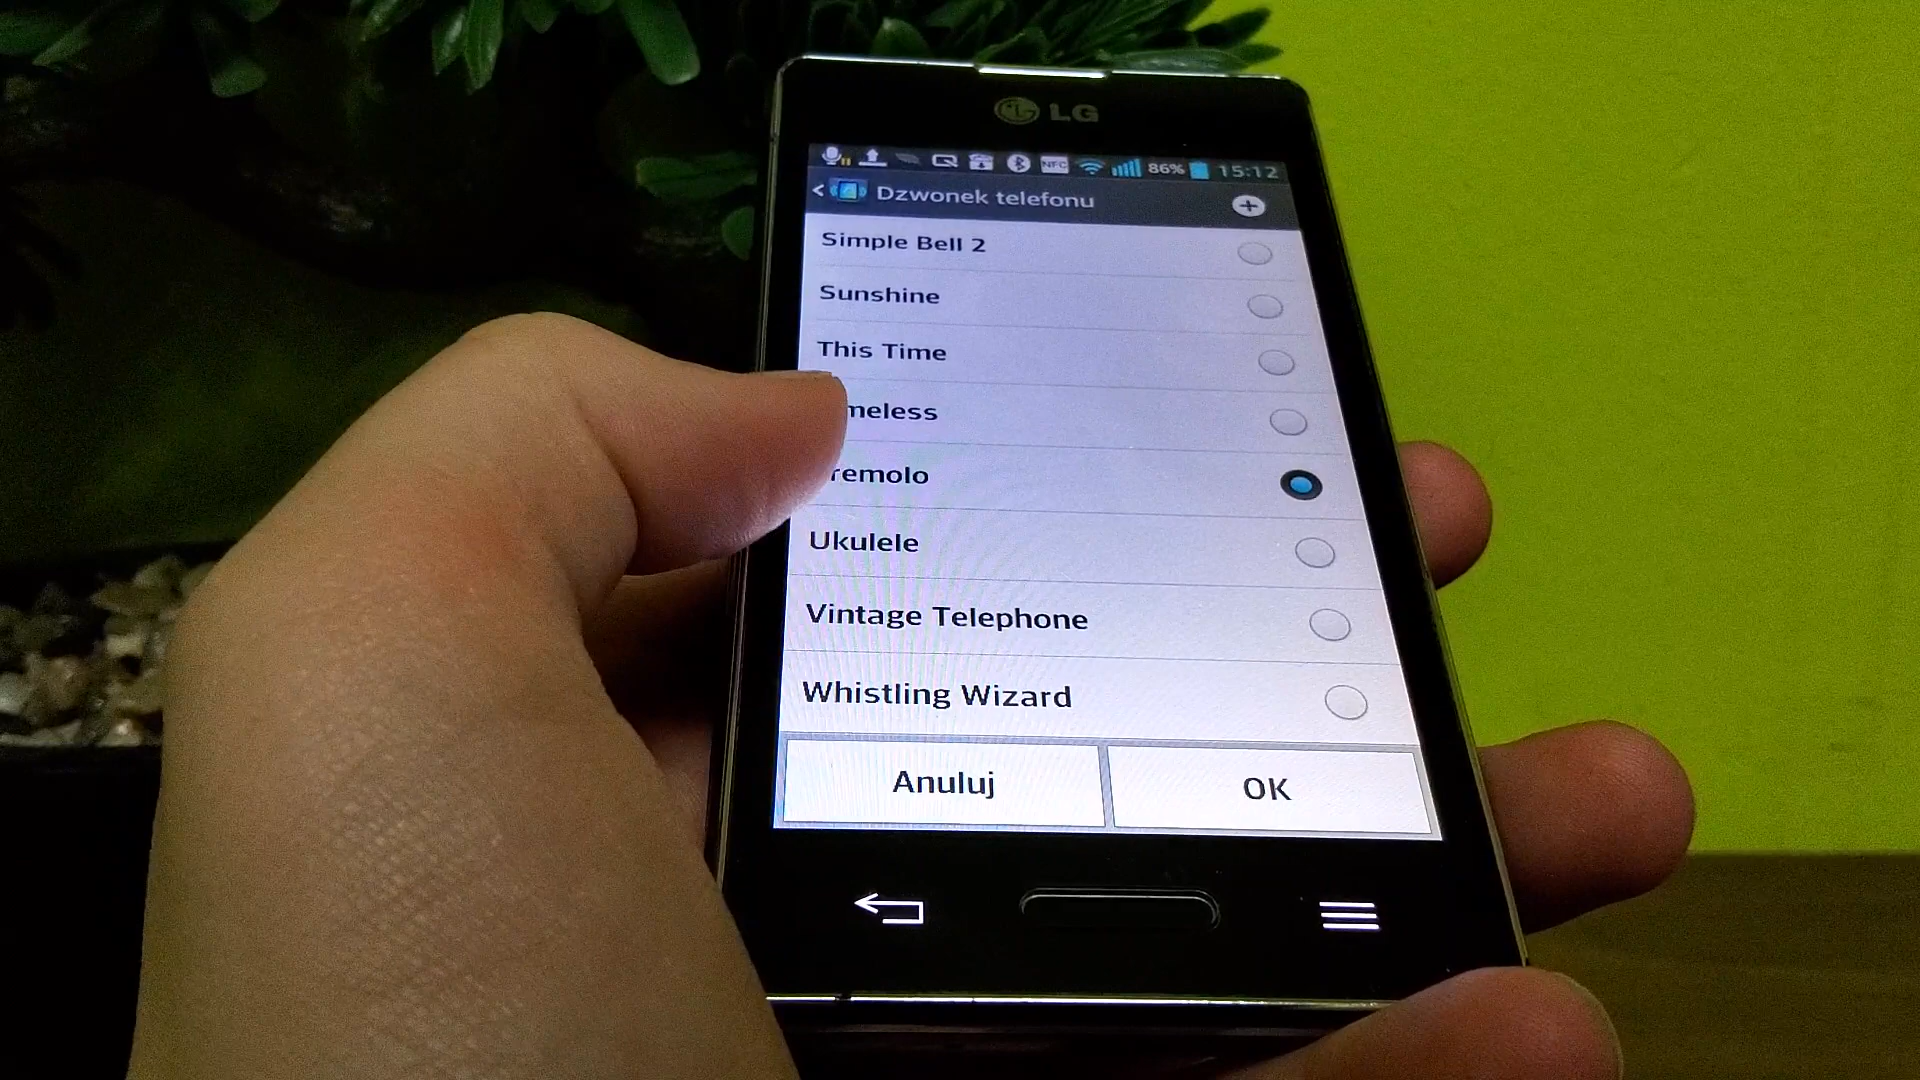 LG
NFC 86% 15:12
Dzwonek telefonu
Simple Bell 2
Sunshine
This Time
meless
remolo
Ukulele
Vintage Telephone
Whistling Wizard
Anuluj OK